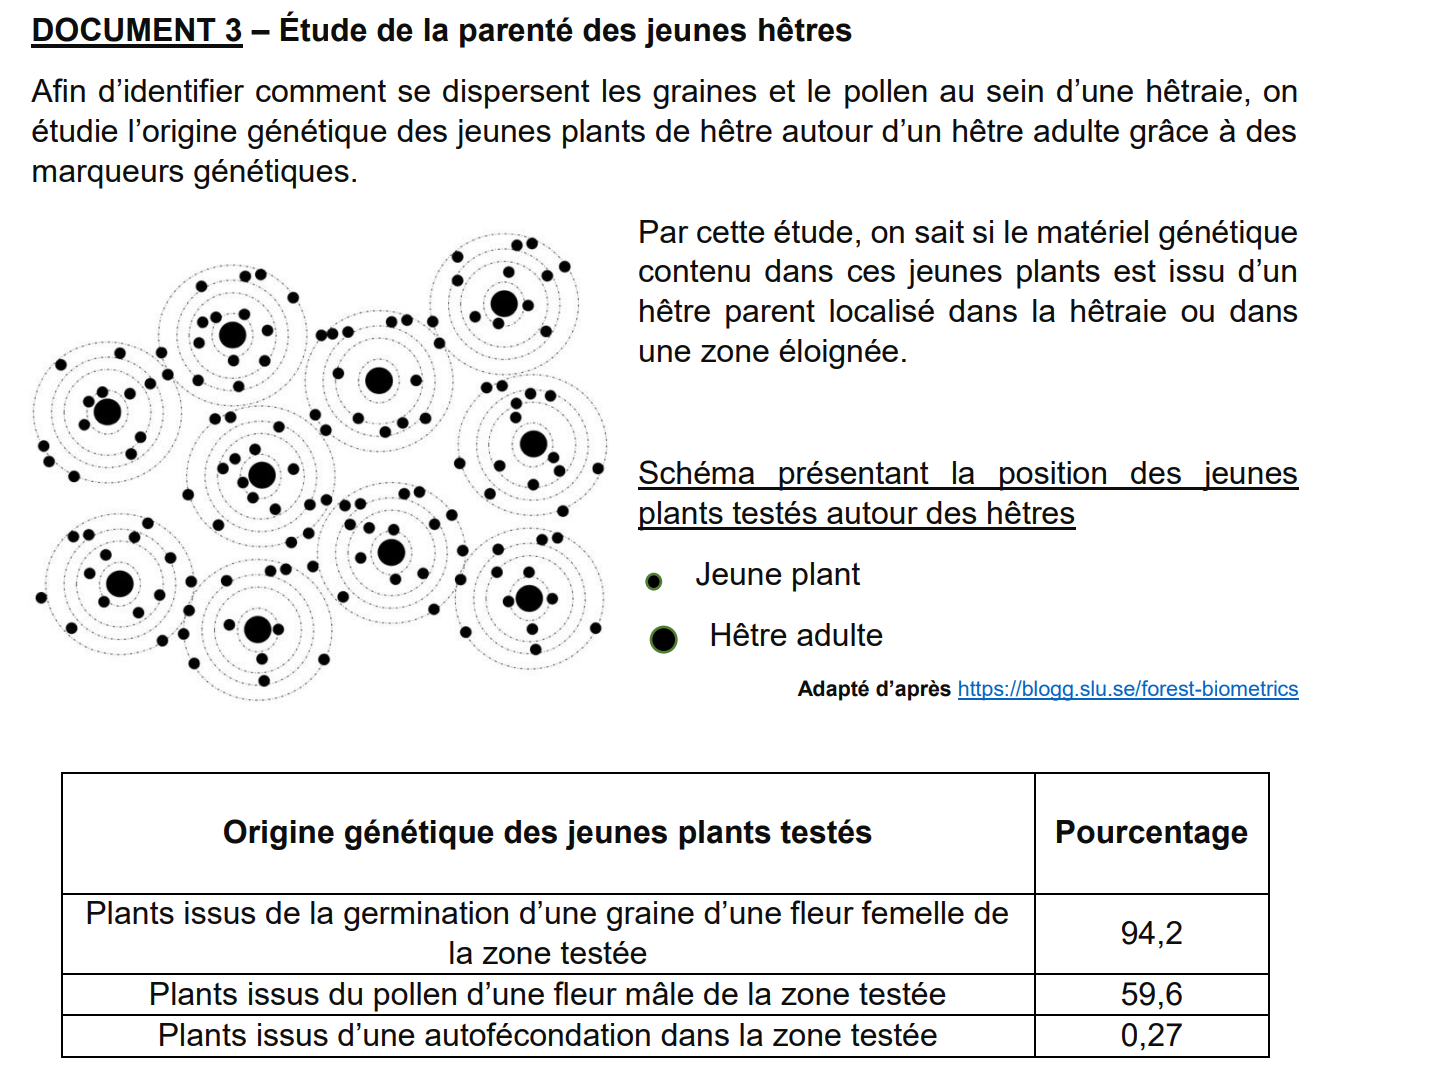 DOCUMENT 3 – Étude de la parenté des jeunes hêtres
Afin d’identifier comment se dispersent les graines et le pollen au sein d’une hêtraie, on
étudie l’origine génétique des jeunes plants de hêtre autour d’un hêtre adulte grâce à des
marqueurs génétiques.
Par cette étude, on sait si le matériel génétique
contenu dans ces jeunes plants est issu d’un
hêtre parent localisé dans la hêtraie ou dans
une zone éloignée.
Schéma présentant la position des jeunes
plants testés autour des hêtres
Jeune plant
Hêtre adulte
Adapté d’après https://blogg.slu.se/forest-biometrics
Origine génétique des jeunes plants testés
Pourcentage
Plants issus de la germination d’une graine d’une fleur femelle de
la zone testée
94,2
Plants issus du pollen d’une fleur mâle de la zone testée
59,6
Plants issus d’une autofécondation dans la zone testée
0,27